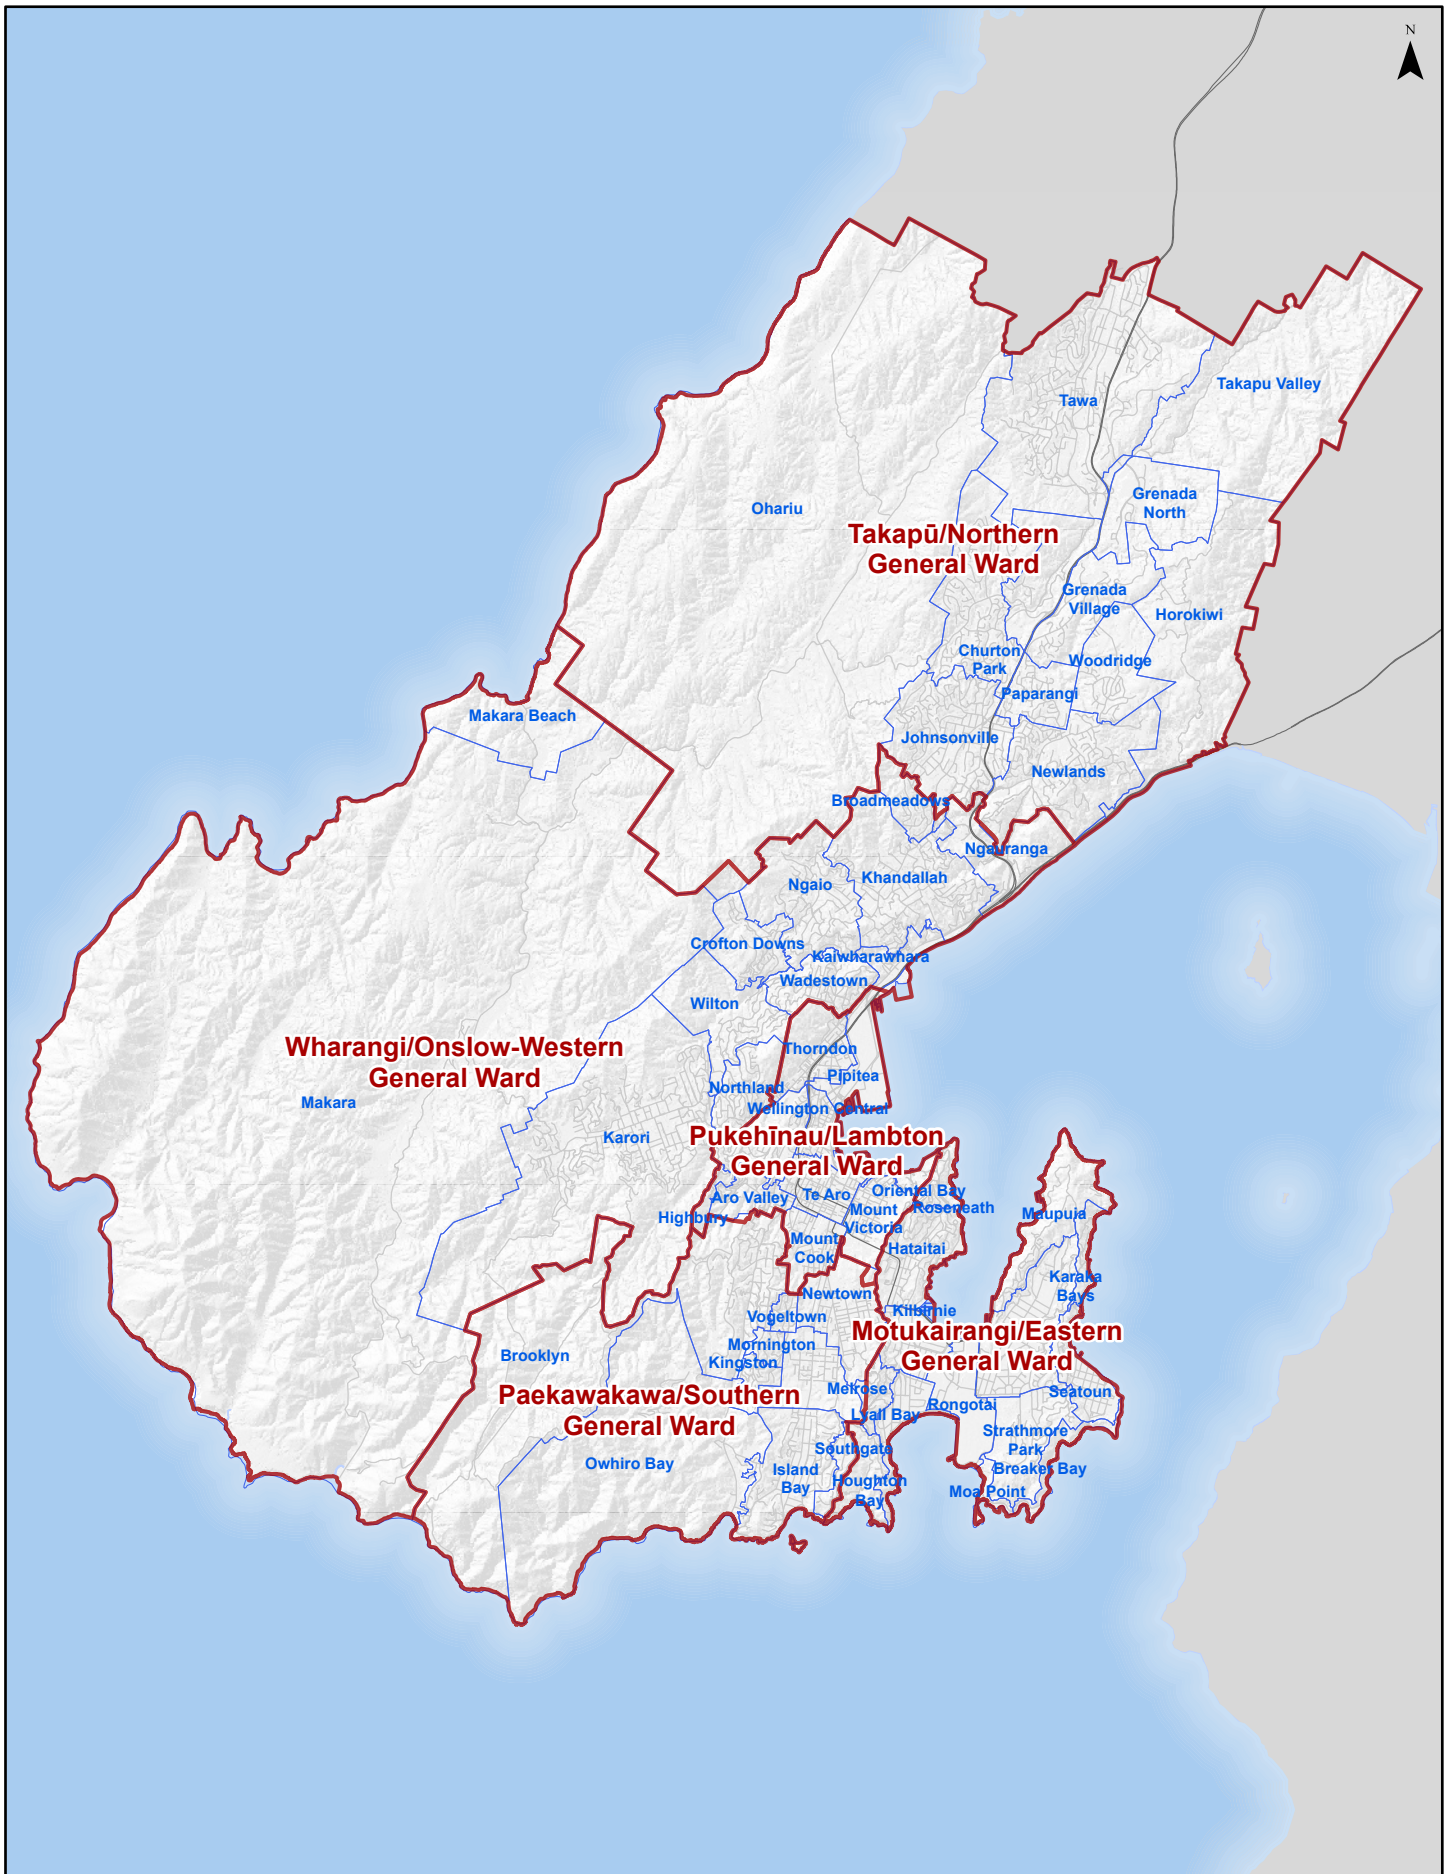 N
Tawa
Takapu Valley
Grenada
North
Ohariu
Takapū/Northern
General Ward
Grenada
Village
Horokiwi
Churton
Park
Woodridge
Paparangi
Makara Beach
Johnsonville
Newlands
Broadmeadows
Ngauranga
Khandallah
Ngaio
Crofton Downs
Kaiwharawhara
Wadestown
Wilton
Wharangi/Onslow-Western
General Ward
Thorndon
Pipitea
Northland
Makara
Wellington Central
Karori
Pukehīnau/Lambton
General Ward
Aro Valley
Te Aro
Oriental Bay
Roseneath
Maupuia
Highbury
Mount
Victoria
Mount
Cook
Hataitai
Karaka
Bays
Newtown
Kilbirnie
Vogeltown
Motukairangi/Eastern
General Ward
Mornington
Brooklyn
Kingston
Paekawakawa/Southern
General Ward
Melrose
Seatoun
Rongotai
Lyall Bay
Strathmore
Park
Southgate
Owhiro Bay
Island
Bay
Breaker Bay
Houghton
Bay
Moa Point